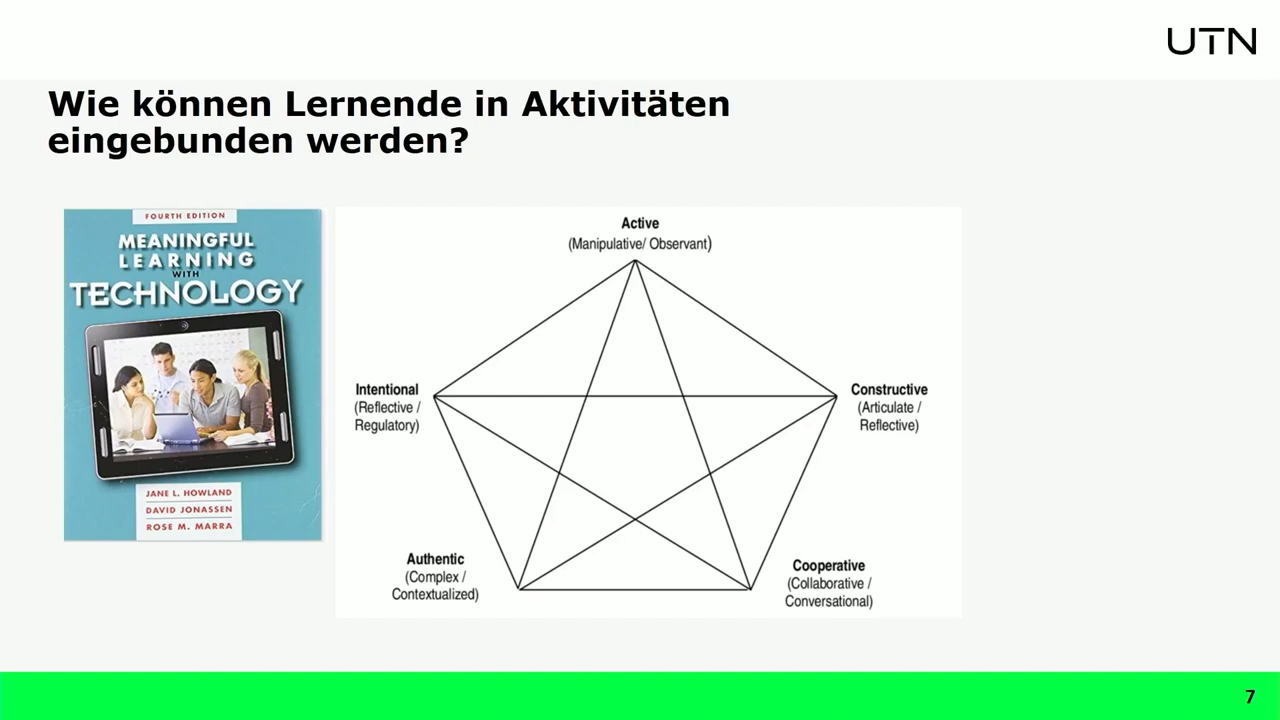 UTN
Wie können Lernende in Aktivitäten
eingebunden werden?
FOURTH EDITION
MEANINGFUL
LEARNING
WITH
TECHNOLOGY
JANE L. HOWLAND
DAVID JONASSEN
ROSE M. MARRA
Active
(Manipulative/ Observant)
Intentional
(Reflective /
Regulatory)
Constructive
(Articulate /
Reflective)
Authentic
(Complex /
Contextualized)
Cooperative
(Collaborative /
Conversational)
7